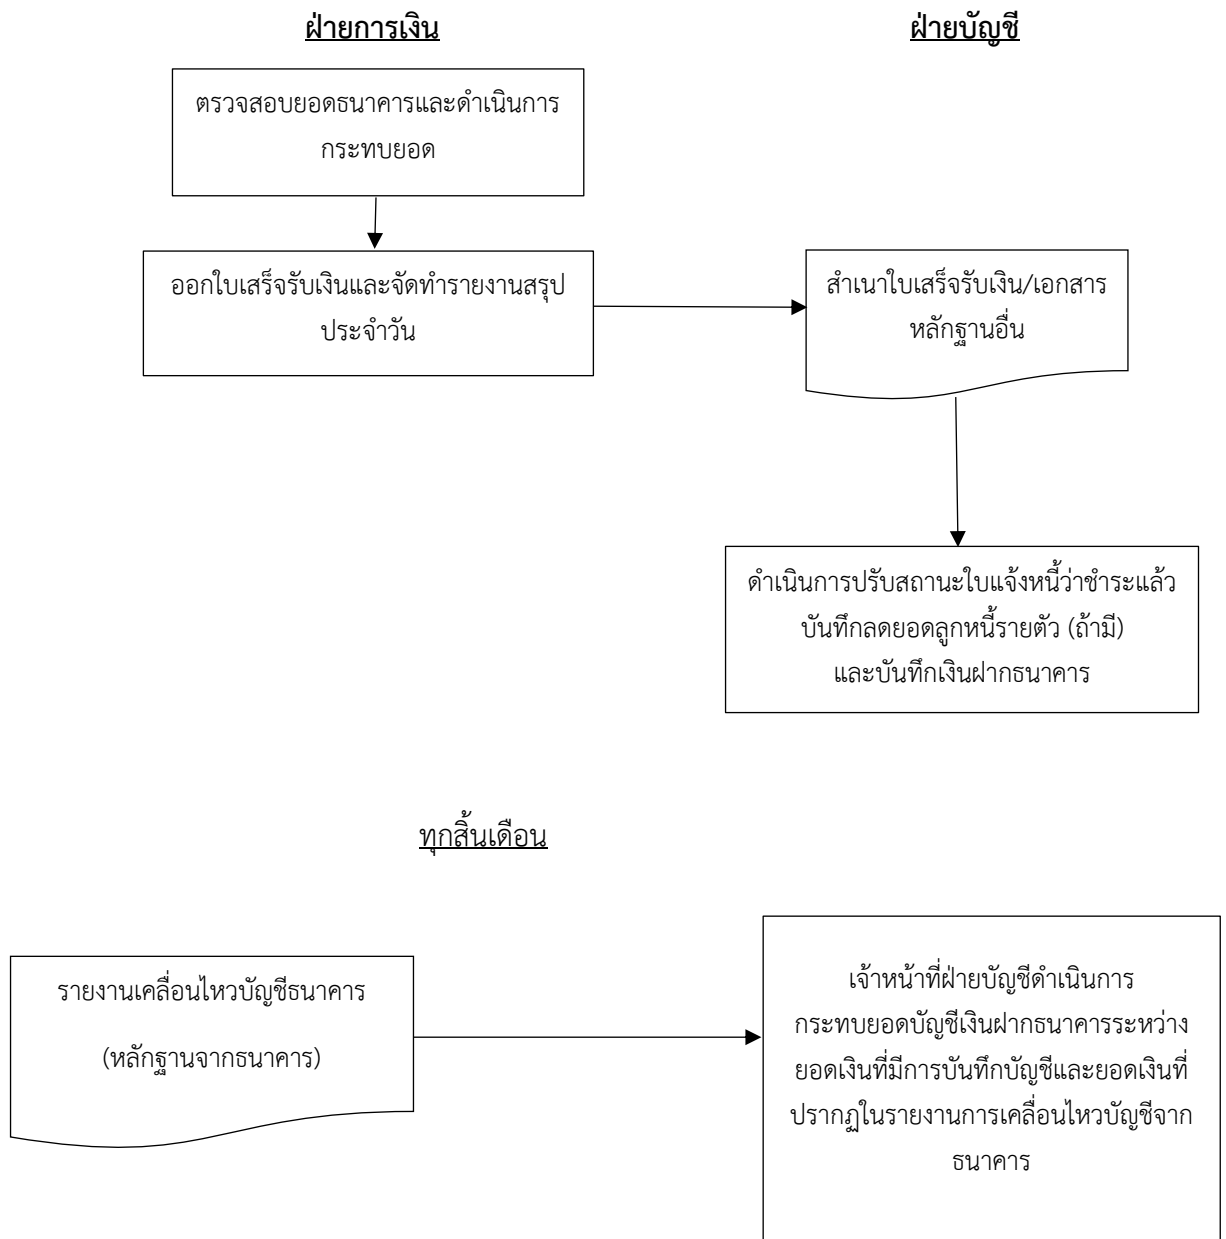 ฝ่ายการเงิน
ฝ่ายบัญชี
ตรวจสอบยอดธนาคารและดำเนินการ
กระทบยอด
ออกใบเสร็จรับเงินและจัดทำรายงานสรุป
ประจำวัน
สำเนาใบเสร็จรับเงิน/เอกสาร
หลักฐานอื่น
ดำเนินการปรับสถานะใบแจ้งหนี้ว่าชำระแล้ว
บันทึกลดยอดลูกหนี้รายตัว (ถ้ามี)
และบันทึกเงินฝากธนาคาร
ทุกสิ้นเดือน
รายงานเคลื่อนไหวบัญชีธนาคาร
(หลักฐานจากธนาคาร)
เจ้าหน้าที่ฝ่ายบัญชีดำเนินการ
กระทบยอดบัญชีเงินฝากธนาคารระหว่าง
ยอดเงินที่มีการบันทึกบัญชีและยอดเงินที่
ปรากฏในรายงานการเคลื่อนไหวบัญชีจาก
ธนาคาร